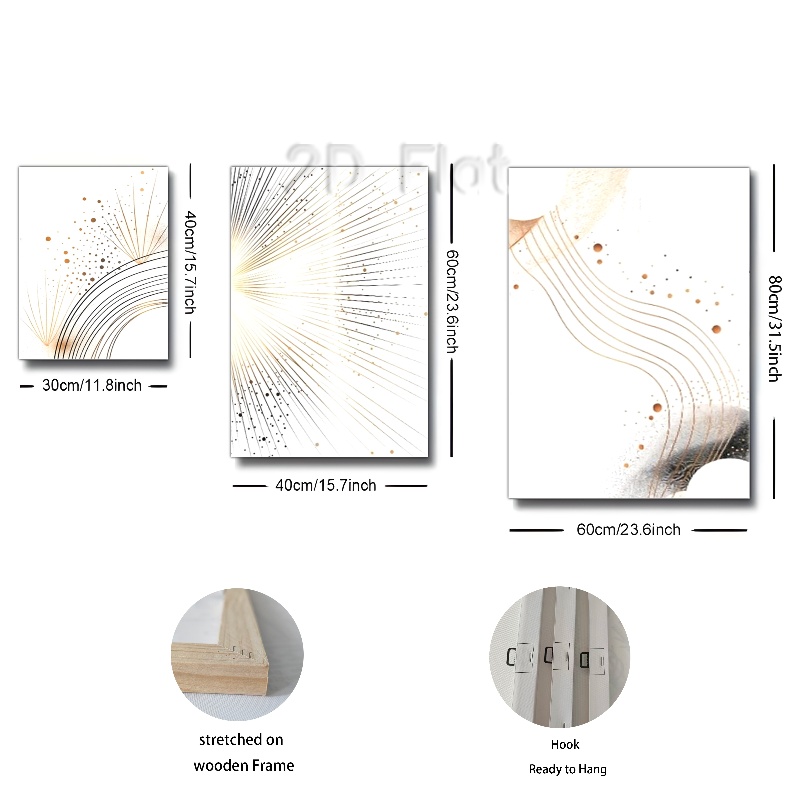 2D Flat
40cm/15.7inch
30cm/11.8inch
60cm/23.6inch
40cm/15.7inch
80cm/31.5inch
60cm/23.6inch
stretched on
wooden Frame
Hook
Ready to Hang